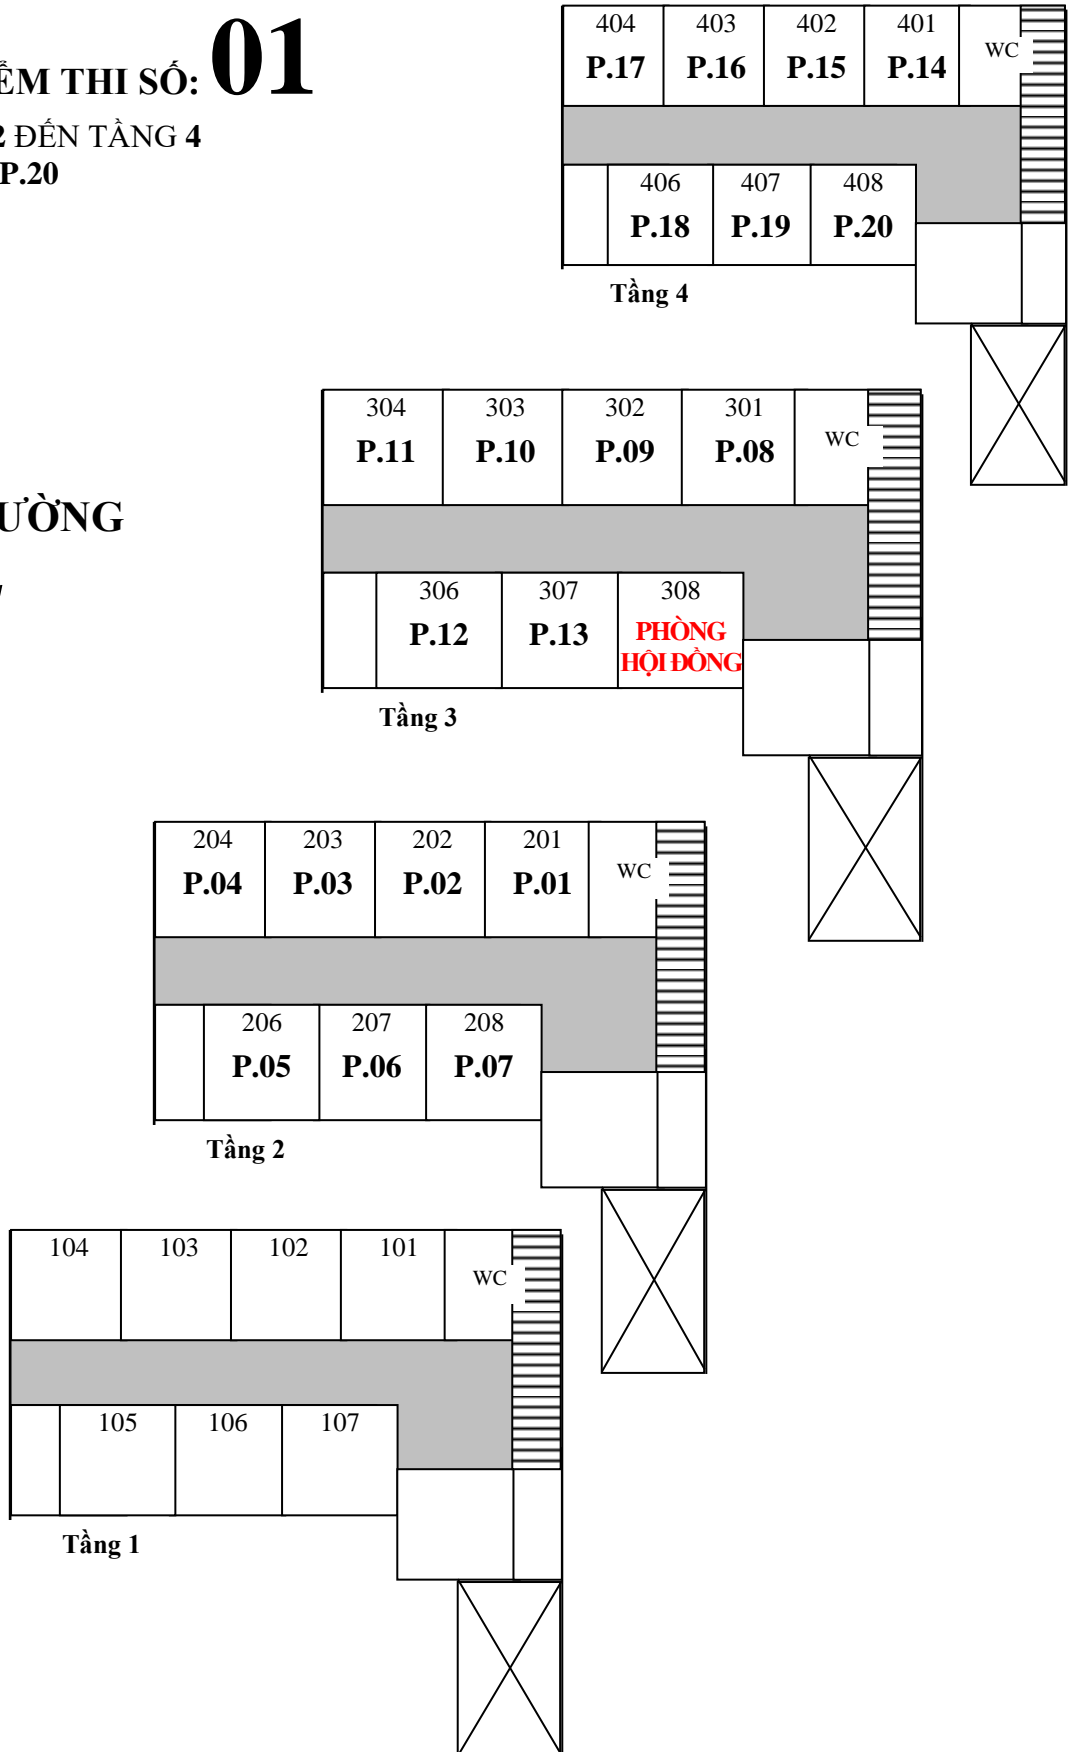 ỂM THI SỐ: 01
2 ĐẾN TẦNG 4
P.20
404 403 402 401 WC
P.17 P.16 P.15 P.14
406 407 408
P.18 P.19 P.20
Tầng 4
304 303 302 301 WC
P.11 P.10 P.09 P.08
ƯỜNG
306 307 308
P.12 P.13 PHÒNG
HỘI ĐỒNG
Tầng 3
204 203 202 201 WC
P.04 P.03 P.02 P.01
206 207 208
P.05 P.06 P.07
Tầng 2
104 103 102 101 WC
105 106 107
Tầng 1